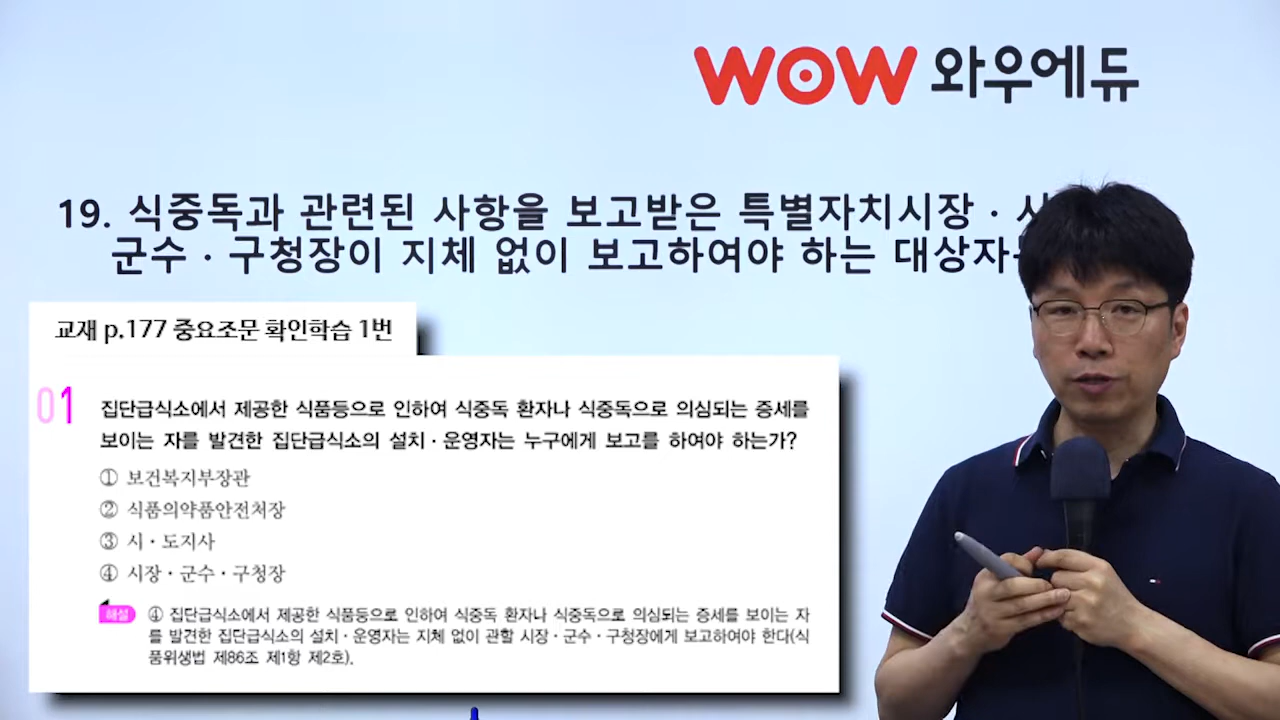 WOW 와우에듀
19. 식중독과 관련된 사항을 보고받은 특별자치시장 ·
군수 · 구청장이 지체 없이 보고하여야 하는 대상자
교재 p.177 중요조문 확인학습 1번
01 집단급식소에서 제공한 식품등으로 인하여 식중독 환자나 식중독으로 의심되는 증세를
보이는 자를 발견한 집단급식소의 설치 · 운영자는 누구에게 보고를 하여야 하는가?
① 보건복지부장관
② 식품의약품안전처장
③ 시 · 도지사
④ 시장 · 군수 · 구청장
해설 ④ 집단급식소에서 제공한 식품등으로 인하여 식중독 환자나 식중독으로 의심되는 증세를 보이는 자
를 발견한 집단급식소의 설치 · 운영자는 지체 없이 관할 시장 · 군수 · 구청장에게 보고하여야 한다(식
품위생법 제86조 제1항 제2호).